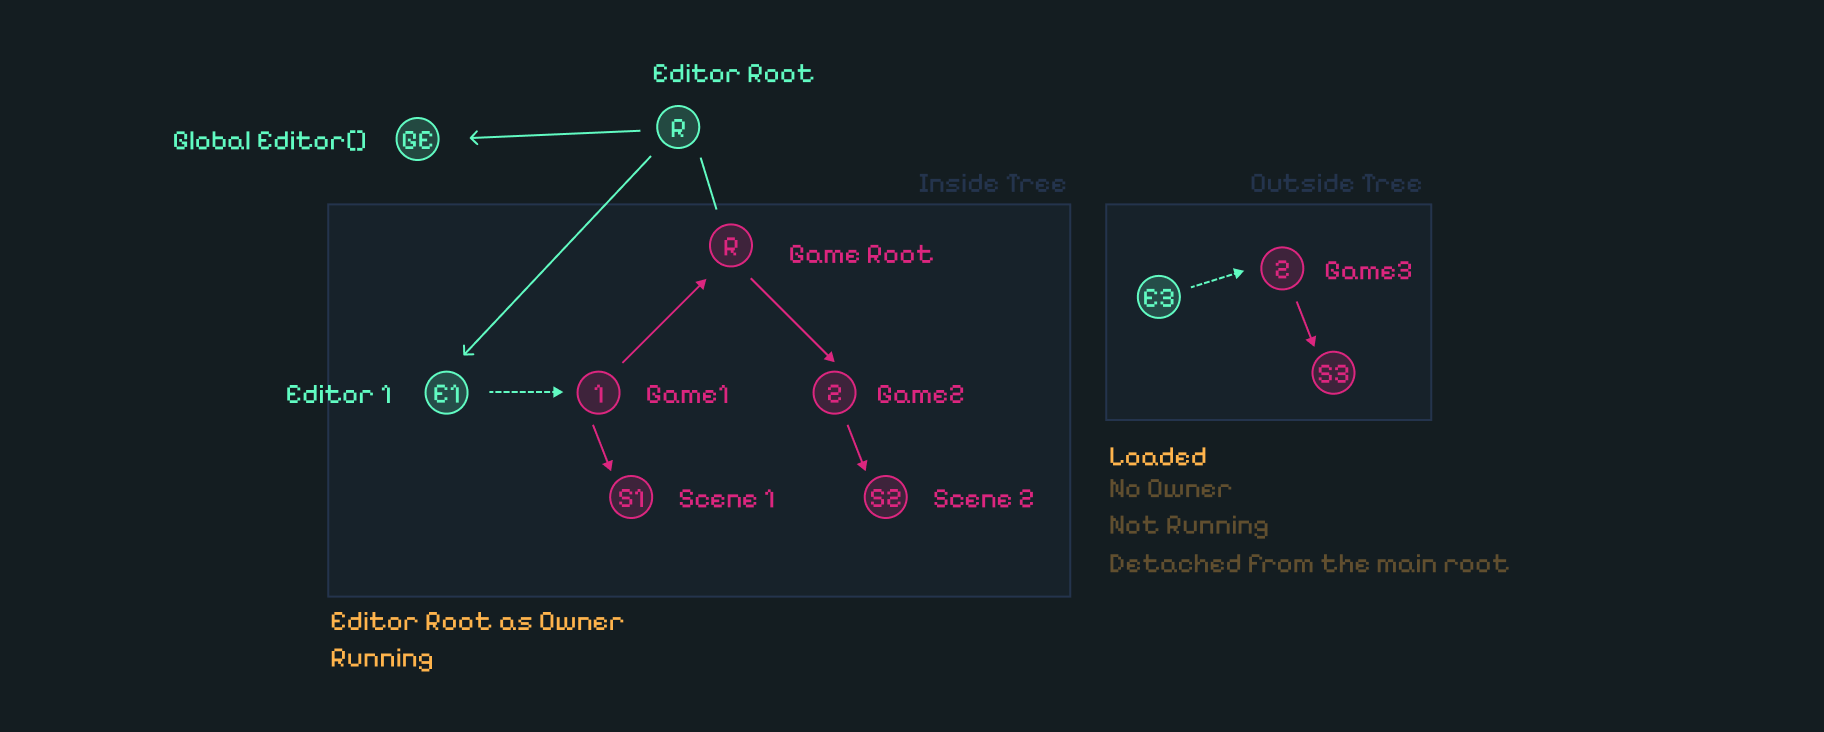 Editor Root
R
Global Editor()
GE
Inside Tree
Outside Tree
R
Game Root
E3
2
Game3
S3
Editor 1
E1
1
Game1
2
Game2
S1
Scene 1
S2
Scene 2
Loaded
No Owner
Not Running
Detached from the main root
Editor Root as Owner
Running